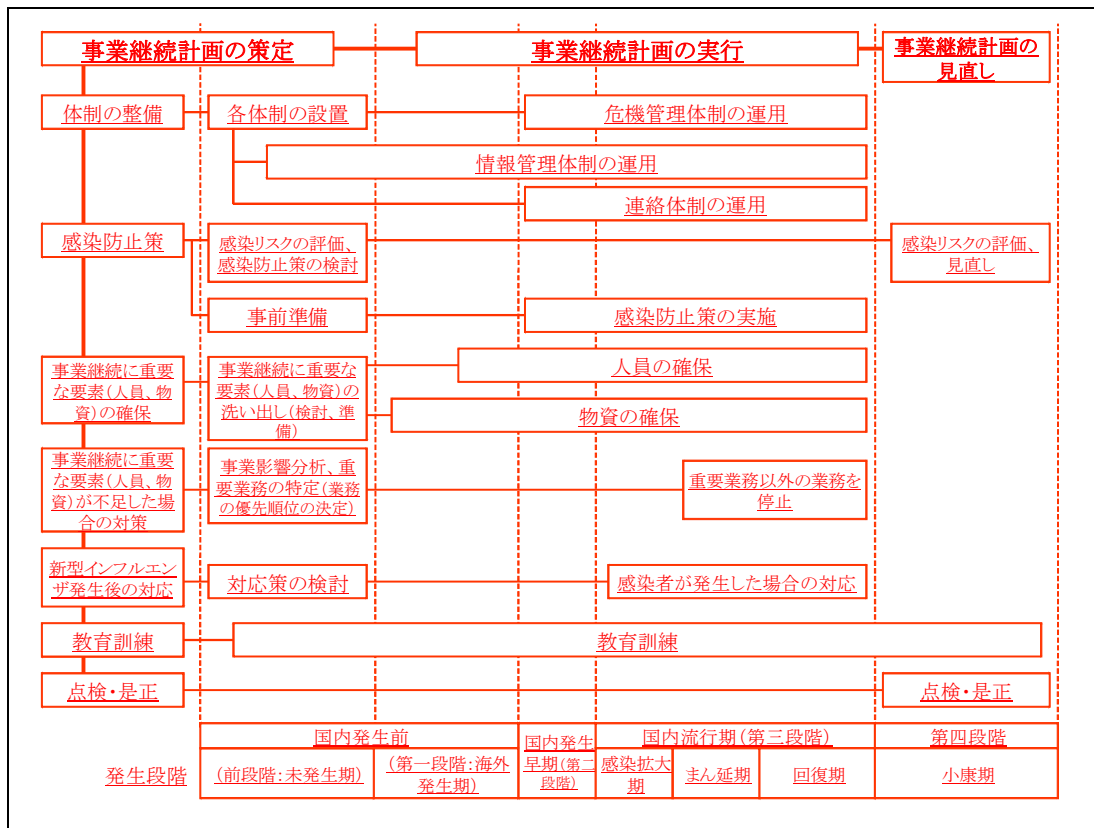 事業継続計画の策定
事業継続計画の実行
事業継続計画の
見直し
体制の整備
各体制の設置
危機管理体制の運用
情報管理体制の運用
連絡体制の運用
感染防止策
感染リスクの評価、
感染防止策の検討
感染リスクの評価、
見直し
事前準備
感染防止策の実施
事業継続に重要
な要素(人員、物
資)の確保
事業継続に重要な
要素(人員、物資)の
洗い出し(検討、準
備)
人員の確保
物資の確保
事業継続に重要
な要素(人員、物
資)が不足した場
合の対策
事業影響分析、重
要業務の特定(業務
の優先順位の決定)
重要業務以外の業務を
停止
新型インフルエン
ザ発生後の対応
対応策の検討
感染者が発生した場合の対応
教育訓練
教育訓練
点検・是正
点検・是正
発生段階
国内発生前
(前段階:未発生期)
(第一段階:海外
発生期)
国内発生
早期(第二
段階)
国内流行期(第三段階)
感染拡大
期
まん延期
回復期
第四段階
小康期